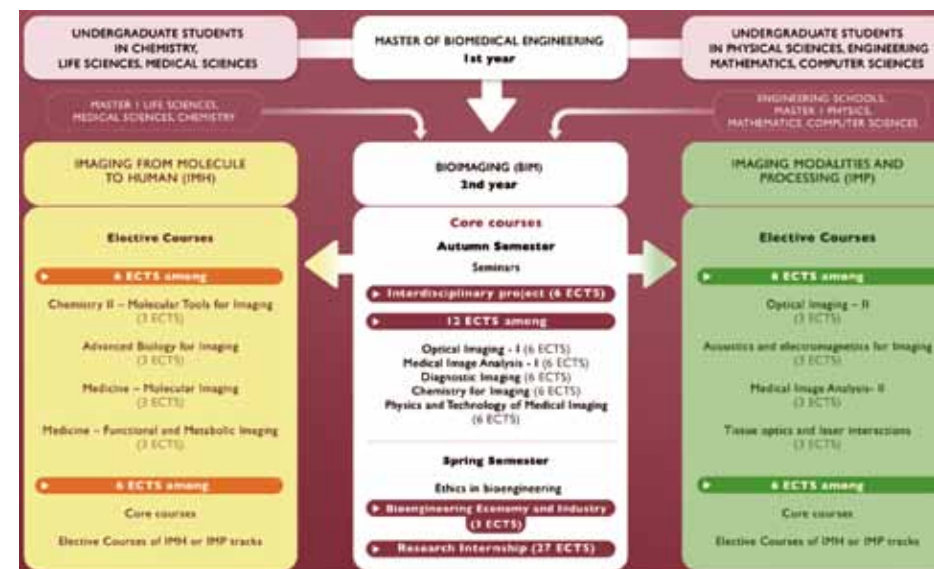 UNDERGRADUATE STUDENTS
IN CHEMISTRY,
LIFE SCIENCES, MEDICAL SCIENCES
MASTER OF BIOMEDICAL ENGINEERING
1st year
UNDERGRADUATE STUDENTS
IN PHYSICAL SCIENCES, ENGINEERING
MATHEMATICS, COMPUTER SCIENCES
MASTER 1 LIFE SCIENCES,
MEDICAL SCIENCES, CHEMISTRY
ENGINEERING SCHOOLS,
MASTER 1 PHYSICS,
MATHEMATICS, COMPUTER SCIENCES
IMAGING FROM MOLECULE
TO HUMAN (IMH)
Elective Courses
6 ECTS among
Chemistry II – Molecular Tools for Imaging
(3 ECTS)
Advanced Biology for Imaging
(3 ECTS)
Medicine – Molecular Imaging
(3 ECTS)
Medicine – Functional and Metabolic Imaging
(3 ECTS)
6 ECTS among
Core courses
Elective Courses of IMH or IMP tracks
BIOIMAGING (BIM)
2nd year
Core courses
Autumn Semester
Seminars
Interdisciplinary project (6 ECTS)
12 ECTS among
Optical Imaging - I (6 ECTS)
Medical Image Analysis - I (6 ECTS)
Diagnostic Imaging (6 ECTS)
Chemistry for Imaging (6 ECTS)
Physics and Technology of Medical Imaging
(6 ECTS)
Spring Semester
Ethics in bioengineering
Bioengineering Economy and Industry
(3 ECTS)
Research Internship (27 ECTS)
IMAGING MODALITIES AND
PROCESSING (IMP)
Elective Courses
6 ECTS among
Optical Imaging – II
(3 ECTS)
Acoustics and electromagnetics for Imaging
(3 ECTS)
Medical Image Analysis- II
(3 ECTS)
Tissue optics and laser interactions
(3 ECTS)
6 ECTS among
Core courses
Elective Courses of IMH or IMP tracks